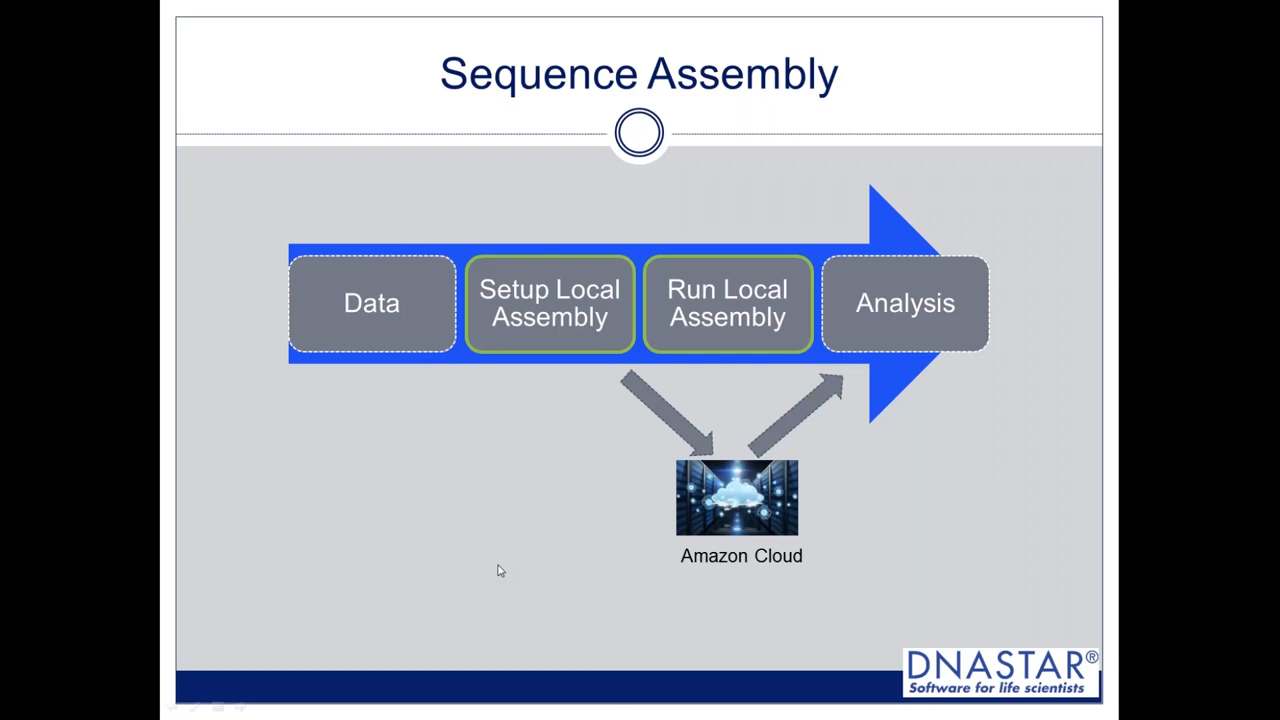 Sequence Assembly
Data
Setup Local
Assembly
Run Local
Assembly
Analysis
Amazon Cloud
DNASTAR®
Software for life scientists